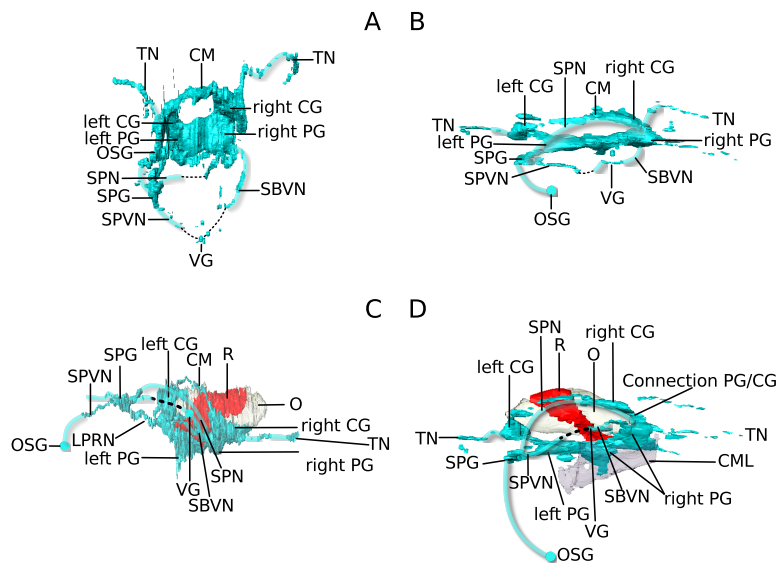 A
TN
CM
TN
left CG
right CG
left PG
right PG
OSG
SPN
SPG
SBVN
SPVN
VG
B
right CG
SPN
CM
left CG
TN
TN
left PG
right PG
SPG
SPVN
SBVN
VG
OSG
C
left CG
SPG
CM
R
SPVN
O
right CG
OSG
LPRN
TN
left PG
right PG
SPN
VG
SBVN
D
SPN
right CG
R
O
left CG
Connection PG/CG
TN
TN
SPG
CML
SPVN
SBVN
right PG
left PG
VG
OSG